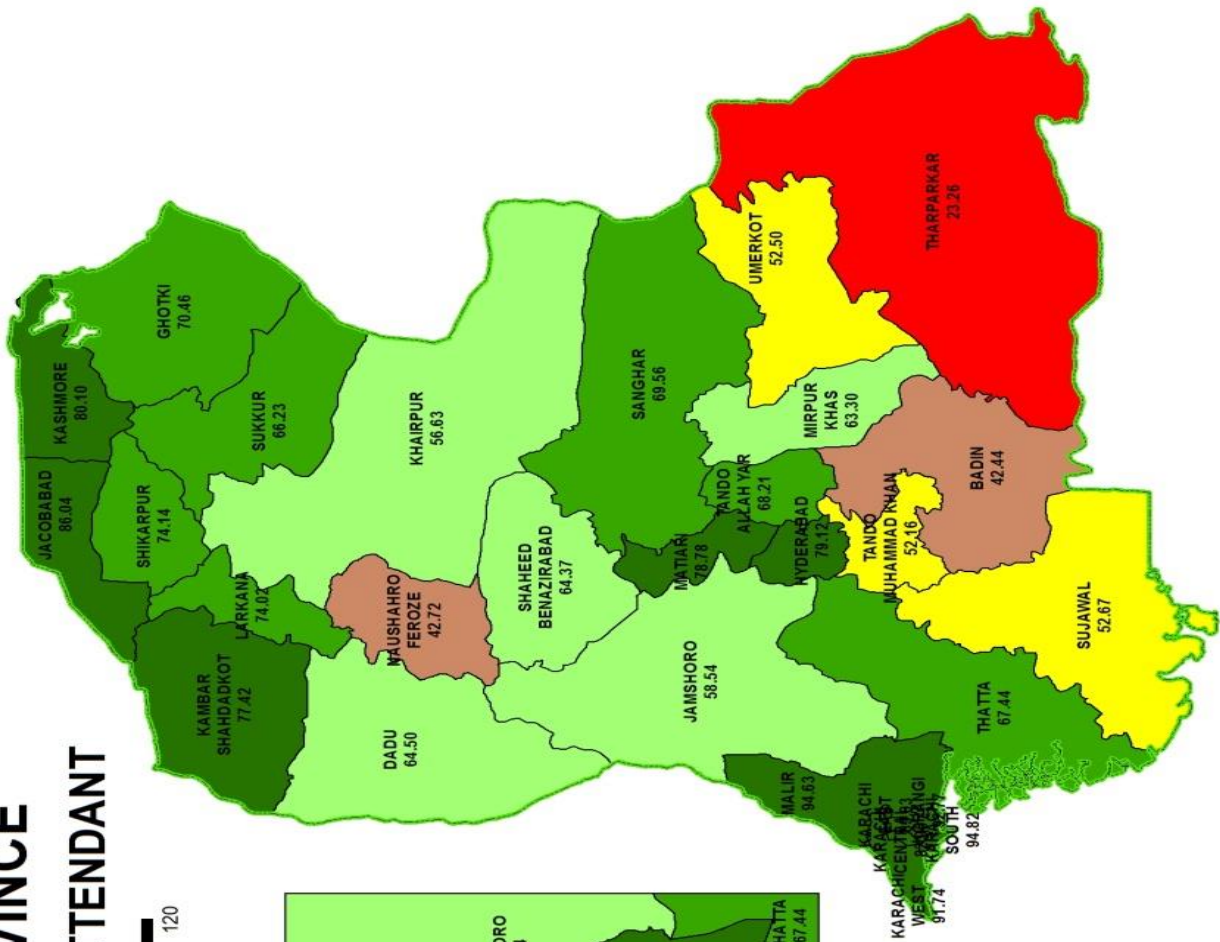 VINCE
TTENDANT
120
JACOBABAD
86.04
KASHMORE
80.10
SHIKARPUR
74.14
GHOTKI
70.46
LARKANA
74.02
SUKKUR
66.23
KAMBAR
SHAHDADKOT
77.42
KHAIRPUR
56.63
NAUSHAHRO
FEROZE
42.72
DADU
64.50
SHAHEED
BENAZIRABAD
64.37
SANGHAR
69.56
MATIARI
78.78
TANDO
ALLAH YAR
68.21
UMERKOT
52.50
MIRPUR
KHAS
63.30
HYDERABAD
79.12
JAMSHORO
58.54
TANDO
MUHAMMAD KHAN
52.16
BADIN
42.44
THARPARKAR
23.26
MALIR
94.63
KARACHI
KARACHI
KARACHI
WEST
91.74
SOUTH
94.82
THATTA
67.44
SUJAWAL
52.67
ORO
HATTA
67.44